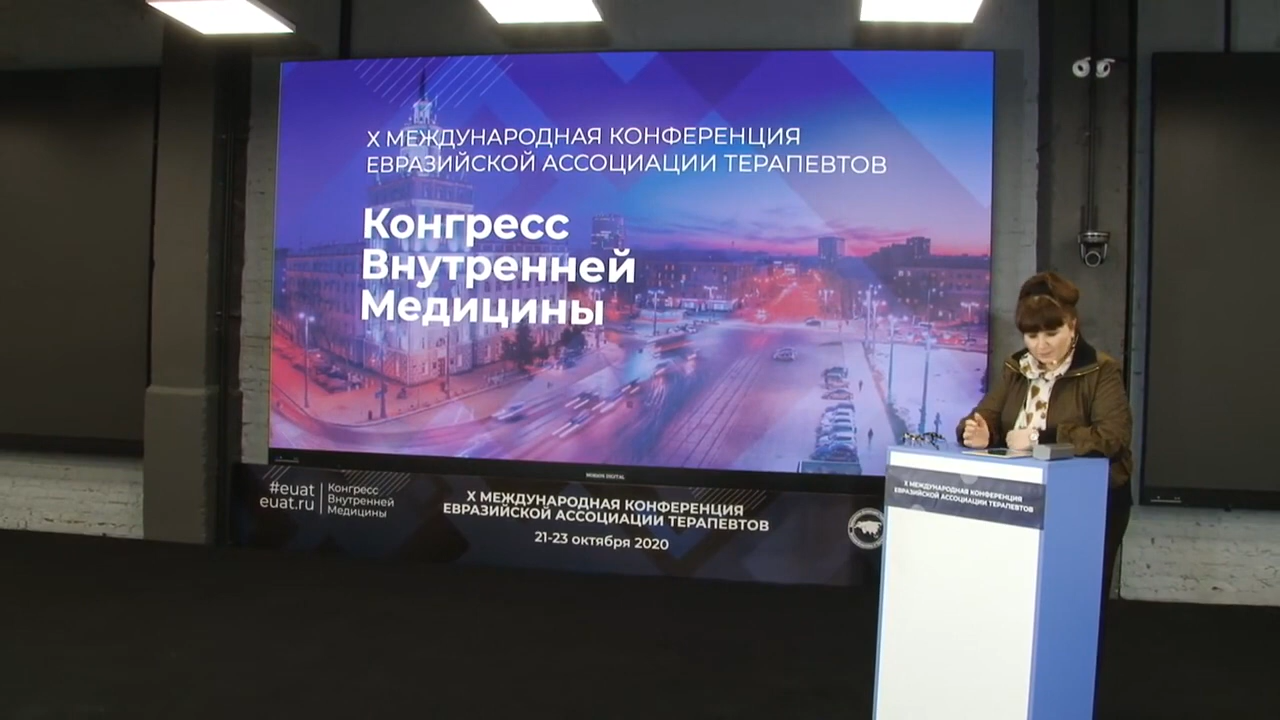 X МЕЖДУНАРОДНАЯ КОНФЕРЕНЦИЯ
ЕВРАЗИЙСКОЙ АССОЦИАЦИИ ТЕРАПЕВТОВ
Конгресс
Внутренней
Медицины
#euat
euat.ru
Конгресс
Внутренней
Медицины
X МЕЖДУНАРОДНАЯ КОНФЕРЕНЦИЯ
ЕВРАЗИЙСКОЙ АССОЦИАЦИИ ТЕРАПЕВТОВ
21-23 октября 2020
X МЕЖДУНАРОДНАЯ КОНФЕРЕНЦИЯ
ЕВРАЗИЙСКОЙ АССОЦИАЦИИ ТЕРАПЕВТОВ